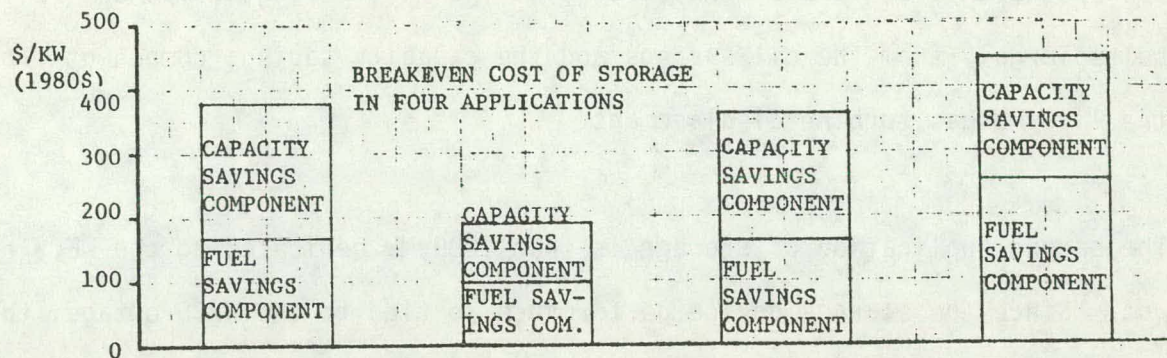 500
$/KW
(1980$)
400
300
200
100
0
BREAKEVEN COST OF STORAGE
IN FOUR APPLICATIONS
CAPACITY
SAVINGS
COMPONENT
FUEL
SAVINGS
COMPONENT
CAPACITY
SAVINGS
COMPONENT
FUEL SAV-
INGS COM.
CAPACITY
SAVINGS
COMPONENT
FUEL
SAVINGS
COMPONENT
CAPACITY
SAVINGS
COMPONENT
FUEL
SAVINGS
COMPONENT